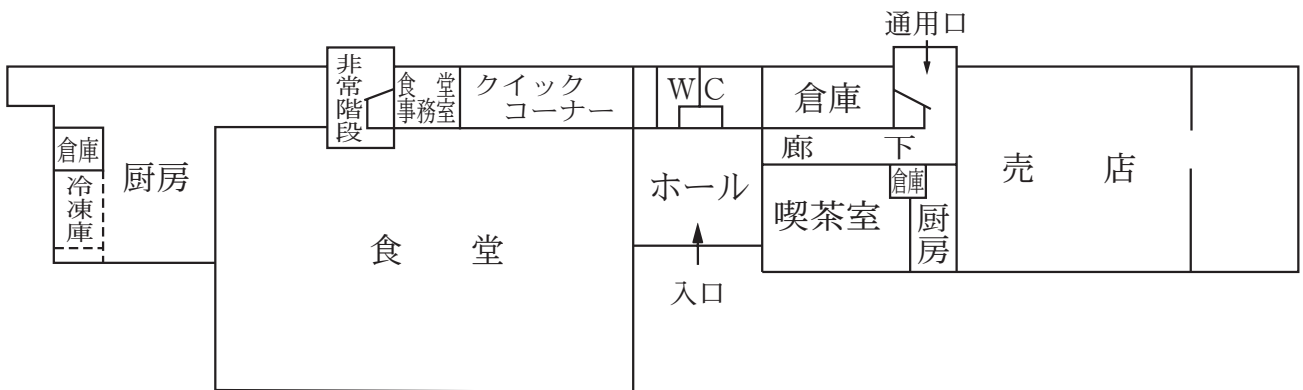 通用口
非常階段
食堂
事務室
クイック
コーナー
WC
倉庫
倉庫
冷凍庫
厨房
食堂
ホール
入口
廊下
喫茶室
倉庫
厨房
売店